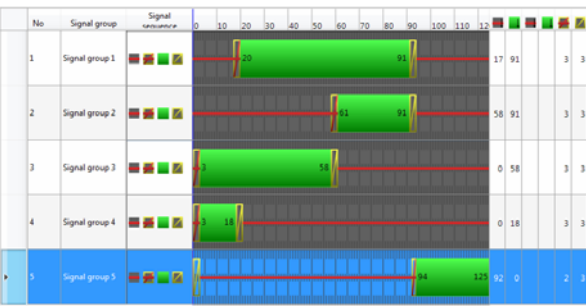 No Signal group Signal sequence 0 10 20 30 40 50 60 70 80 90 100 110 12
1 Signal group 1 20 91 17 91 3 3
2 Signal group 2 61 91 58 91 3 3
3 Signal group 3 3 58 0 58 3 3
4 Signal group 4 3 18 0 18 3 3
5 Signal group 5 94 125 92 0 2 3